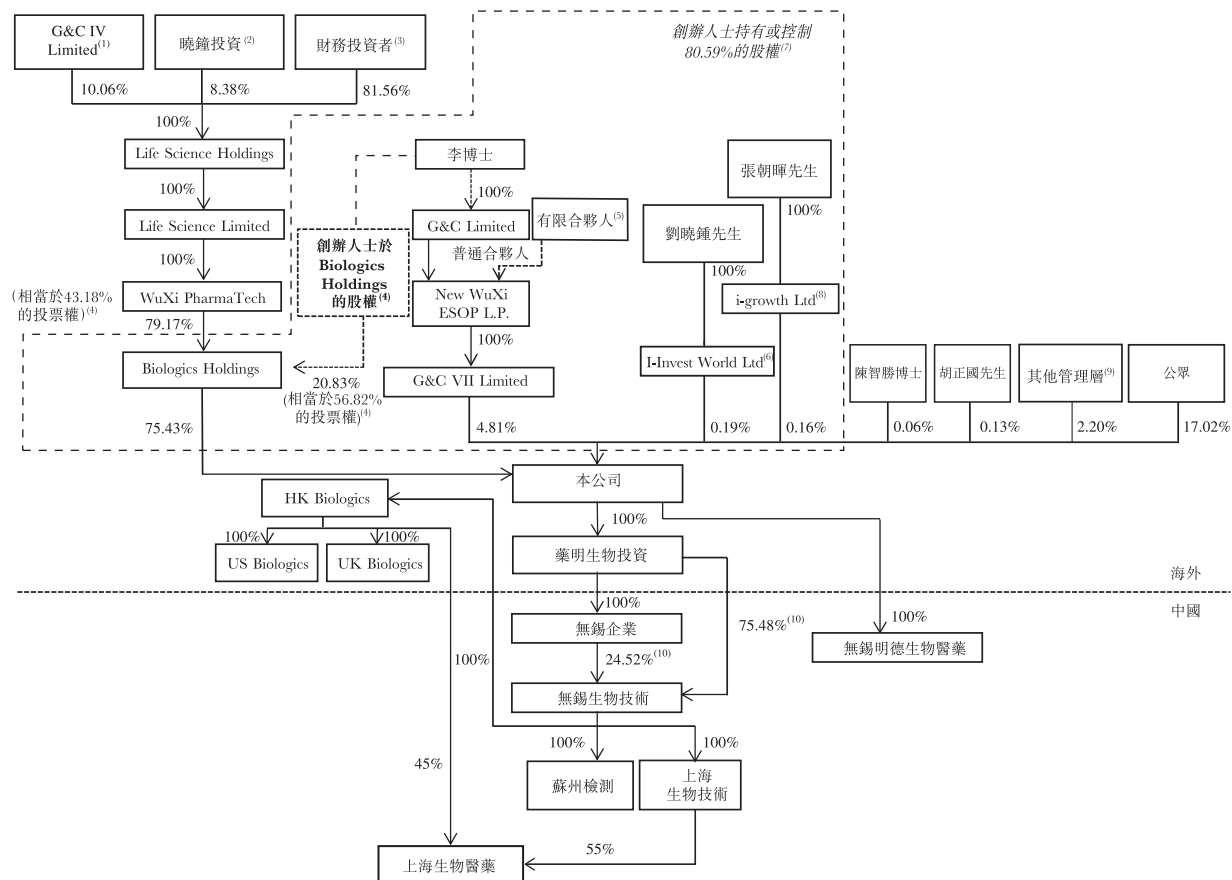 G&C IV
Limited(1)
曉鐘投資(2)
財務投資者(3)
創辦人士持有或控制
80.59%的股權(7)
10.06%
8.38%
81.56%
100%
Life Science Holdings
100%
Life Science Limited
100%
WuXi PharmaTech
(相當於43.18%
的投票權)(4)
79.17%
Biologics Holdings
75.43%
李博士
100%
G&C Limited
有限合夥人(5)
普通合夥人
創辦人士於
Biologics
Holdings
的股權(4)
New WuXi
ESOP L.P.
100%
20.83%
(相當於56.82%
的投票權)(4)
G&C VII Limited
4.81%
劉曉鍾先生
100%
I-Invest World Ltd(6)
0.19%
張朝暉先生
100%
i-growth Ltd(8)
0.16%
陳智勝博士
0.06%
胡正國先生
0.13%
其他管理層(9)
2.20%
公眾
17.02%
本公司
HK Biologics
100%
100%
100%
US Biologics
UK Biologics
藥明生物投資
海外
中國
100%
無錫企業
75.48%(10)
100%
無錫明德生物醫藥
24.52%(10)
100%
無錫生物技術
100%
100%
45%
蘇州檢測
上海
生物技術
55%
上海生物醫藥